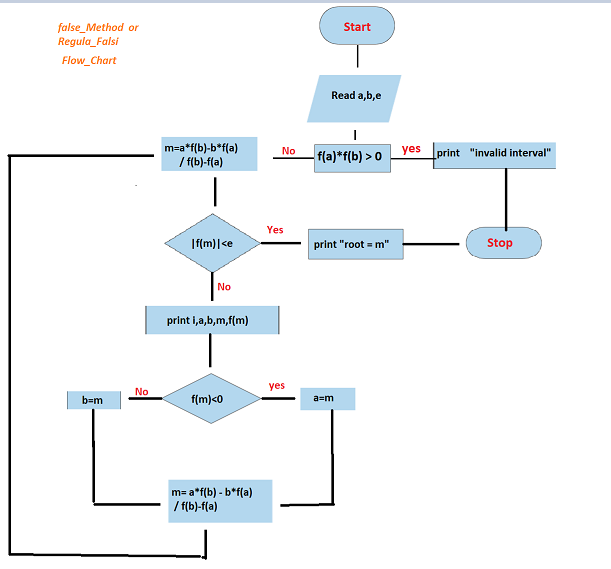 false_Method or
Regula_Falsi
Flow_Chart
Start
Read a,b,e
f(a)*f(b) > 0
No
yes
m=a*f(b)-b*f(a)
/ f(b)-f(a)
print "invalid interval"
|f(m)|<e
Yes
print "root = m"
Stop
No
print i,a,b,m,f(m)
f(m)<0
No
yes
b=m
a=m
m= a*f(b) - b*f(a)
/ f(b)-f(a)